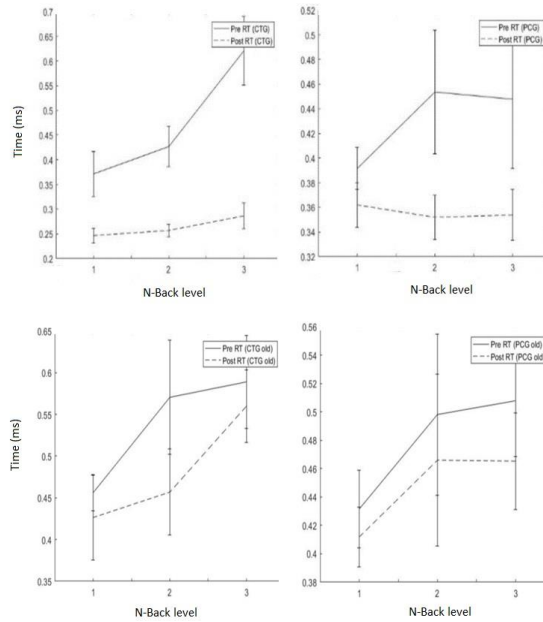 0.7
Pre RT (CTG)
Post RT (CTG)
0.65
0.6
0.55
0.5
0.45
0.4
0.35
0.3
0.25
0.2
Time (ms)
1 2 3
N-Back level
0.52
Pre RT (PCG)
Post RT (PCG)
0.5
0.48
0.46
0.44
0.42
0.4
0.38
0.36
0.34
0.32
1 2 3
N-Back level
0.65
Pre RT (CTG old)
Post RT (CTG old)
0.6
0.55
0.5
0.45
0.4
0.35
Time (ms)
1 2 3
N-Back level
0.56
Pre RT (PCG old)
Post RT (PCG old)
0.54
0.52
0.5
0.48
0.46
0.44
0.42
0.4
0.38
1 2 3
N-Back level